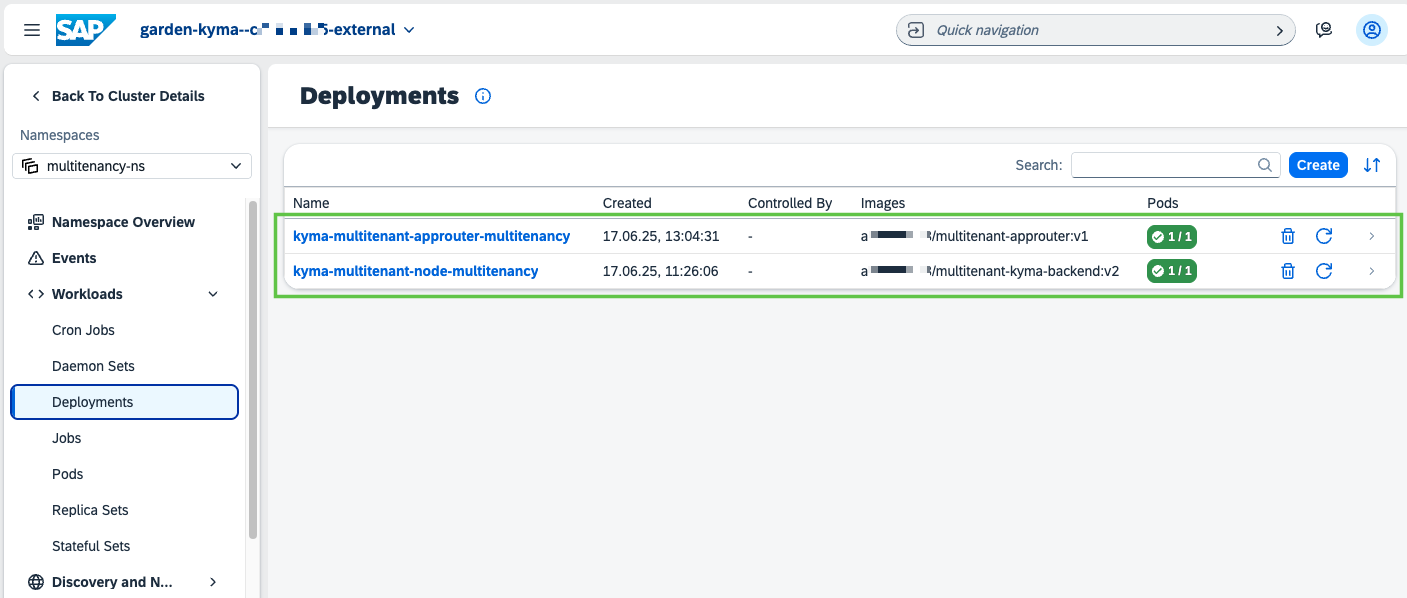 SAP
garden-kyma--c 5-external
Quick navigation
Back To Cluster Details
Namespaces
multitenancy-ns
Namespace Overview
Events
Workloads
Cron Jobs
Daemon Sets
Deployments
Jobs
Pods
Replica Sets
Stateful Sets
Discovery and N...
Deployments
Search:
Create
Name Created Controlled By Images Pods
kyma-multitenant-approuter-multitenancy 17.06.25, 13:04:31 - a /multitenant-approuter:v1 1 / 1
kyma-multitenant-node-multitenancy 17.06.25, 11:26:06 - a /multitenant-kyma-backend:v2 1 / 1